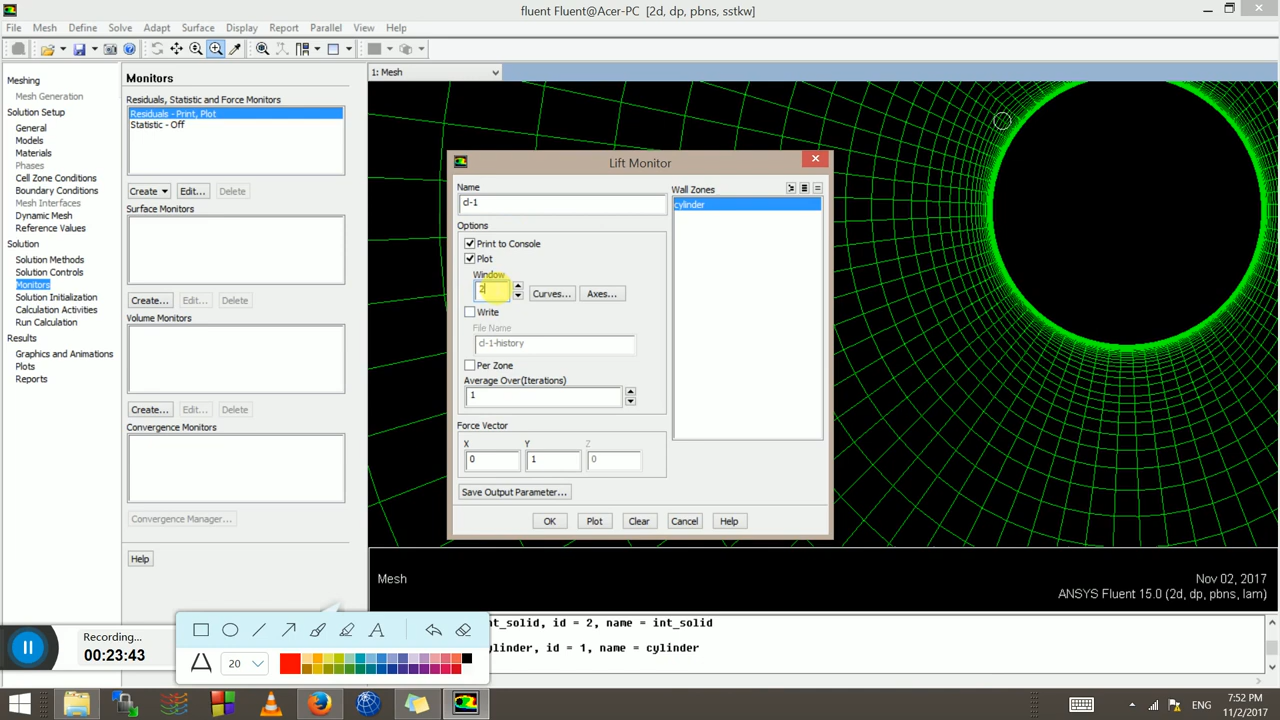 fluent Fluent@Acer-PC [2d, dp, pbns, sstkw]
File Mesh Define Solve Adapt Surface Display Report Parallel View Help
Meshing
Mesh Generation
Solution Setup
General
Models
Materials
Phases
Cell Zone Conditions
Boundary Conditions
Mesh Interfaces
Dynamic Mesh
Reference Values
Solution
Solution Methods
Solution Controls
Monitors
Solution Initialization
Calculation Activities
Run Calculation
Results
Graphics and Animations
Plots
Reports
Monitors
Residuals, Statistic and Force Monitors
Residuals - Print, Plot
Statistic - Off
Create Edit... Delete
Surface Monitors
Create... Edit... Delete
Volume Monitors
Create... Edit... Delete
Convergence Monitors
Convergence Manager...
Help
1: Mesh
Lift Monitor
Name
cl-1
Options
Print to Console
Plot
Window
2
Curves... Axes...
Write
File Name
cl-1-history
Per Zone
Average Over(Iterations)
1
Force Vector
X Y Z
0 1 0
Save Output Parameter...
Wall Zones
cylinder
OK Plot Clear Cancel Help
Mesh
Nov 02, 2017
ANSYS Fluent 15.0 (2d, dp, pbns, lam)
nt_solid, id = 2, name = int_solid
ylinder, id = 1, name = cylinder
Recording...
00:23:43
20
ENG
7:52 PM
11/2/2017